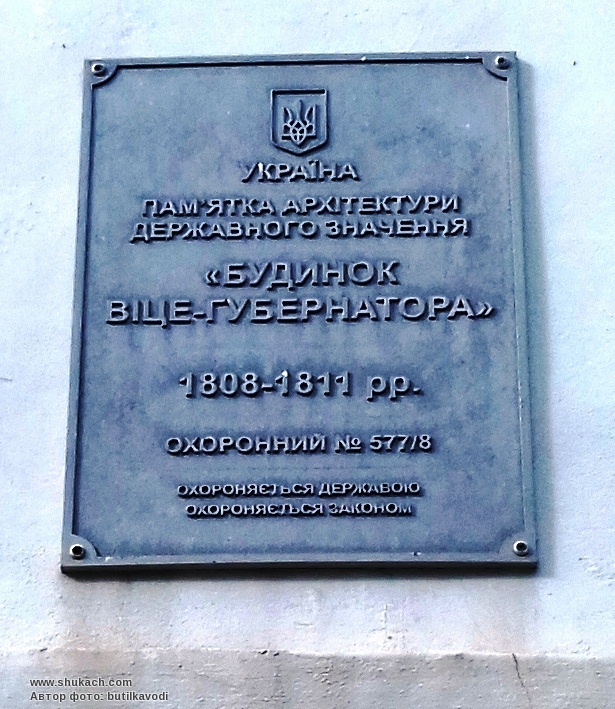 УКРАЇНА
ПАМ'ЯТКА АРХІТЕКТУРИ
ДЕРЖАВНОГО ЗНАЧЕННЯ
«БУДИНОК
ВІЦЕ-ГУБЕРНАТОРА»
1808-1811 рр.
ОХОРОННИЙ № 577/8
ОХОРОНЯЄТЬСЯ ДЕРЖАВОЮ
ОХОРОНЯЄТЬСЯ ЗАКОНОМ
www.shukach.com
Автор фото: butilkavodi